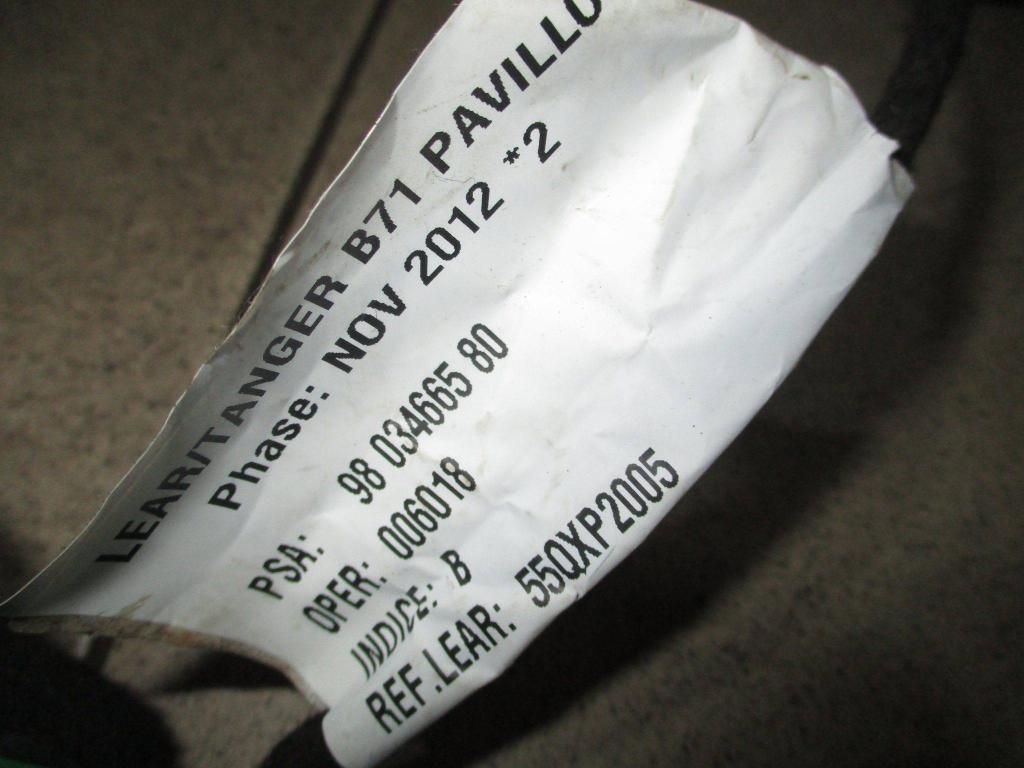 LEAR/TANGER B71 PAVILLO
Phase: NOV 2012 *2
PSA: 98 034665 80
OPER: 006018
INDICE: B
REF.LEAR: 55QXP2005